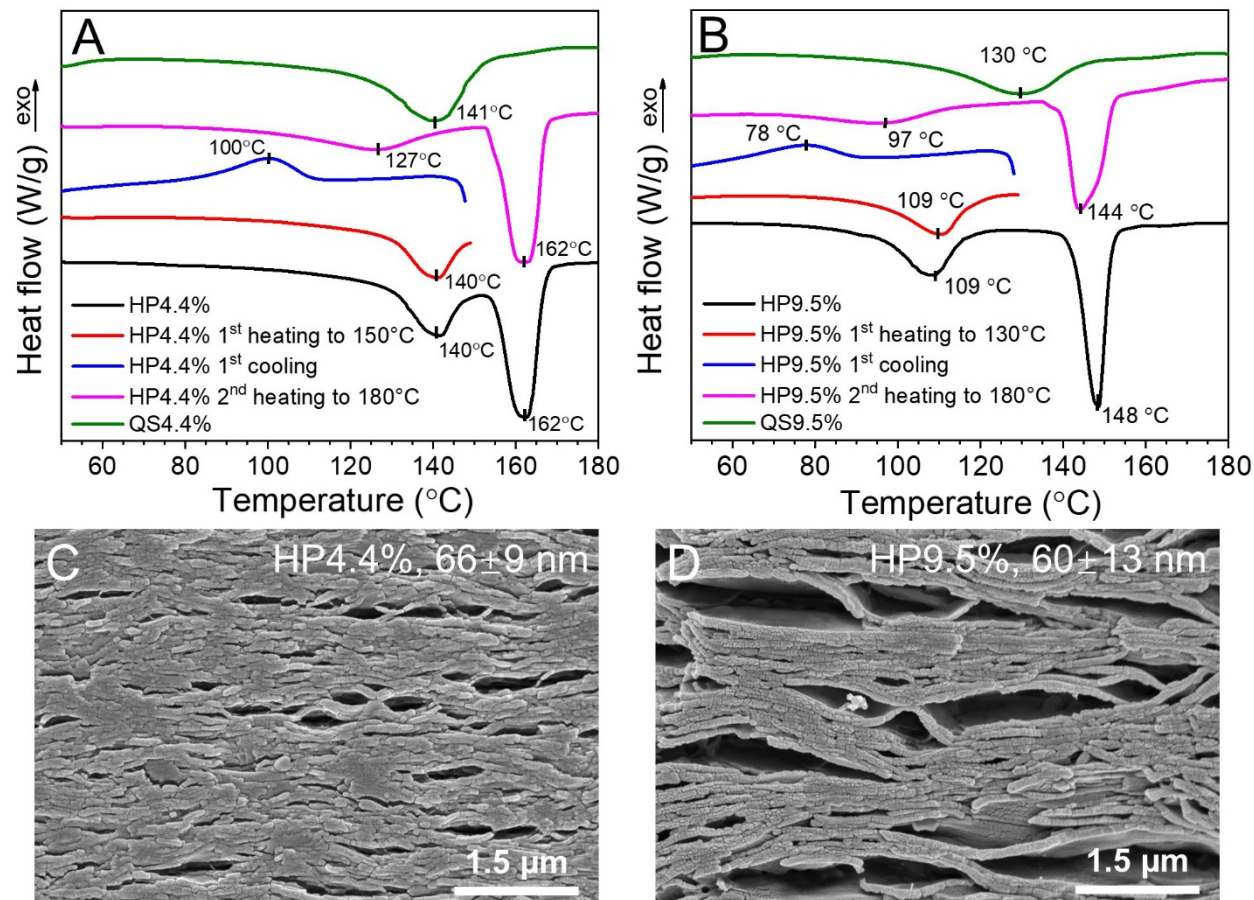 A
141°C
127°C
100°C
162°C
140°C
140°C
162°C
HP4.4%
HP4.4% 1st heating to 150°C
HP4.4% 1st cooling
HP4.4% 2nd heating to 180°C
QS4.4%
Heat flow (W/g) exo
60 80 100 120 140 160 180
Temperature (°C)
B
130 °C
97 °C
78 °C
144 °C
109 °C
109 °C
148 °C
HP9.5%
HP9.5% 1st heating to 130°C
HP9.5% 1st cooling
HP9.5% 2nd heating to 180°C
QS9.5%
Heat flow (W/g) exo
60 80 100 120 140 160 180
Temperature (°C)
C HP4.4%, 66±9 nm
1.5 µm
D HP9.5%, 60±13 nm
1.5 µm